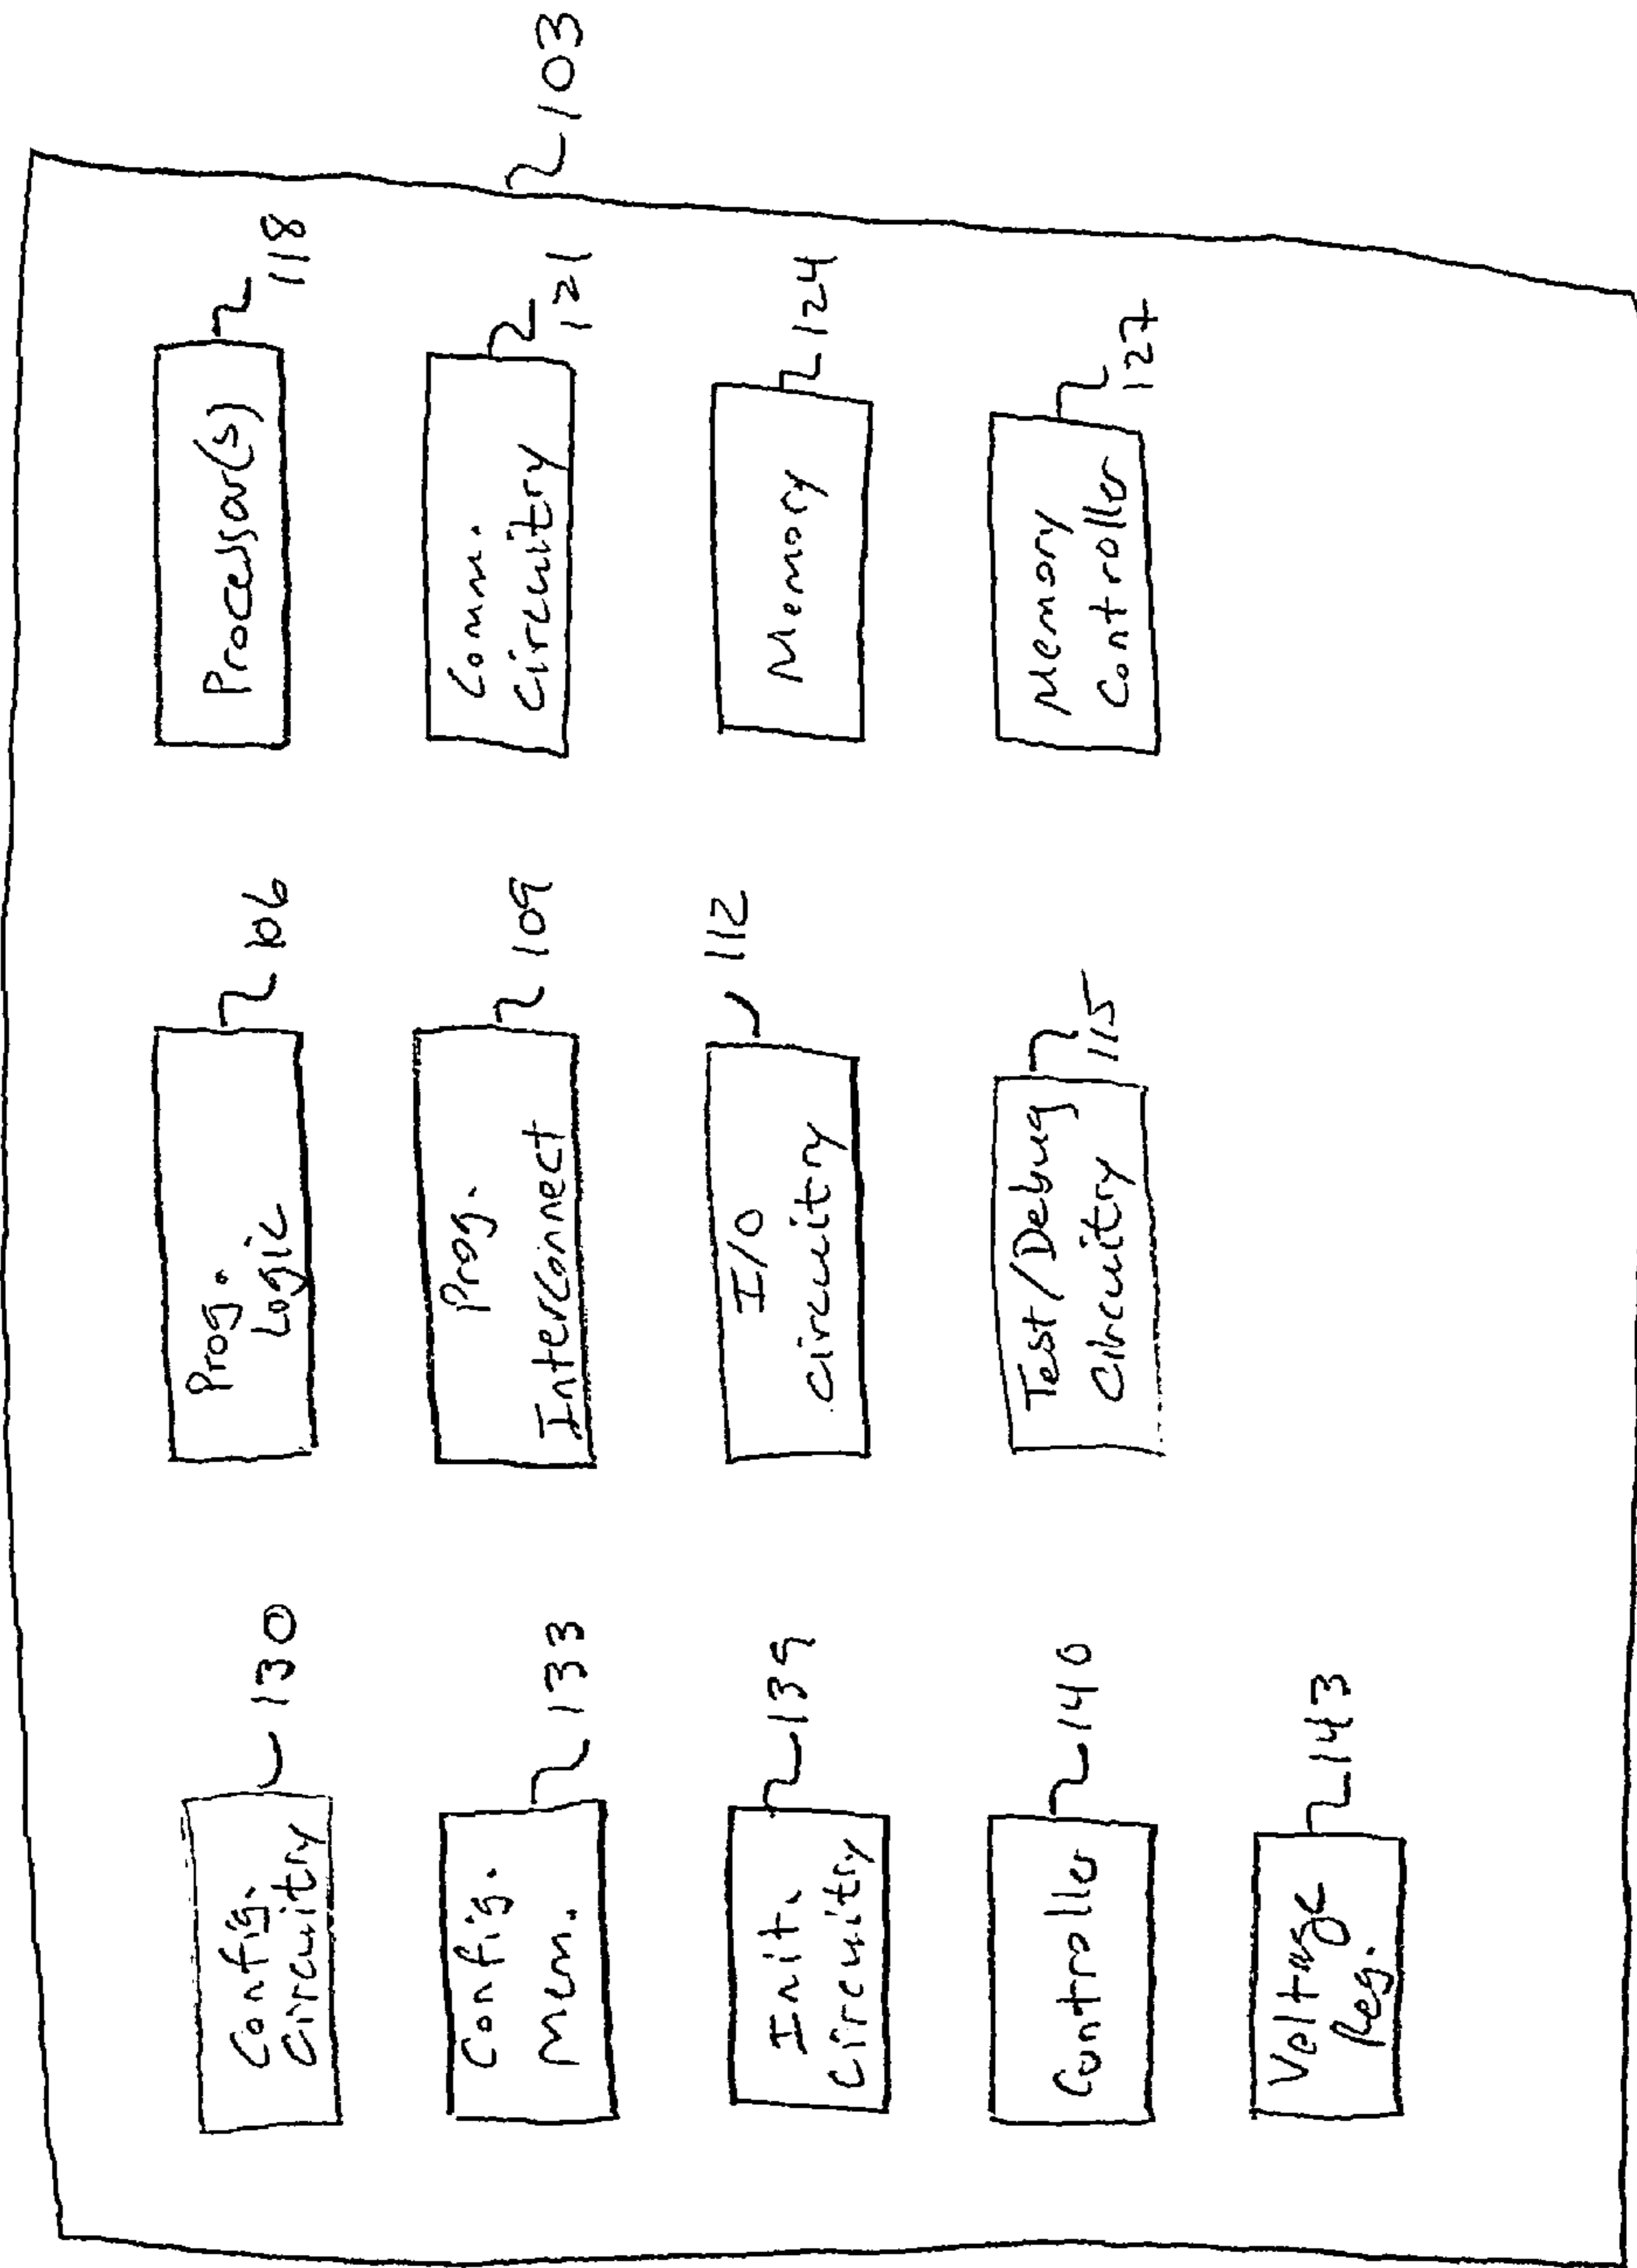 Config.
Circuitry
130
Config.
Mem.
133
Init.
Circuitry
139
Controller
140
Voltage
Reg.
143
Prog.
Logic
106
Prog.
Interconnect
109
I/O
circuitry
112
Test/Debug
Circuitry
115
Processor(s)
118
Comm.
Circuitry
121
Memory
124
Memory
Controller
127
103